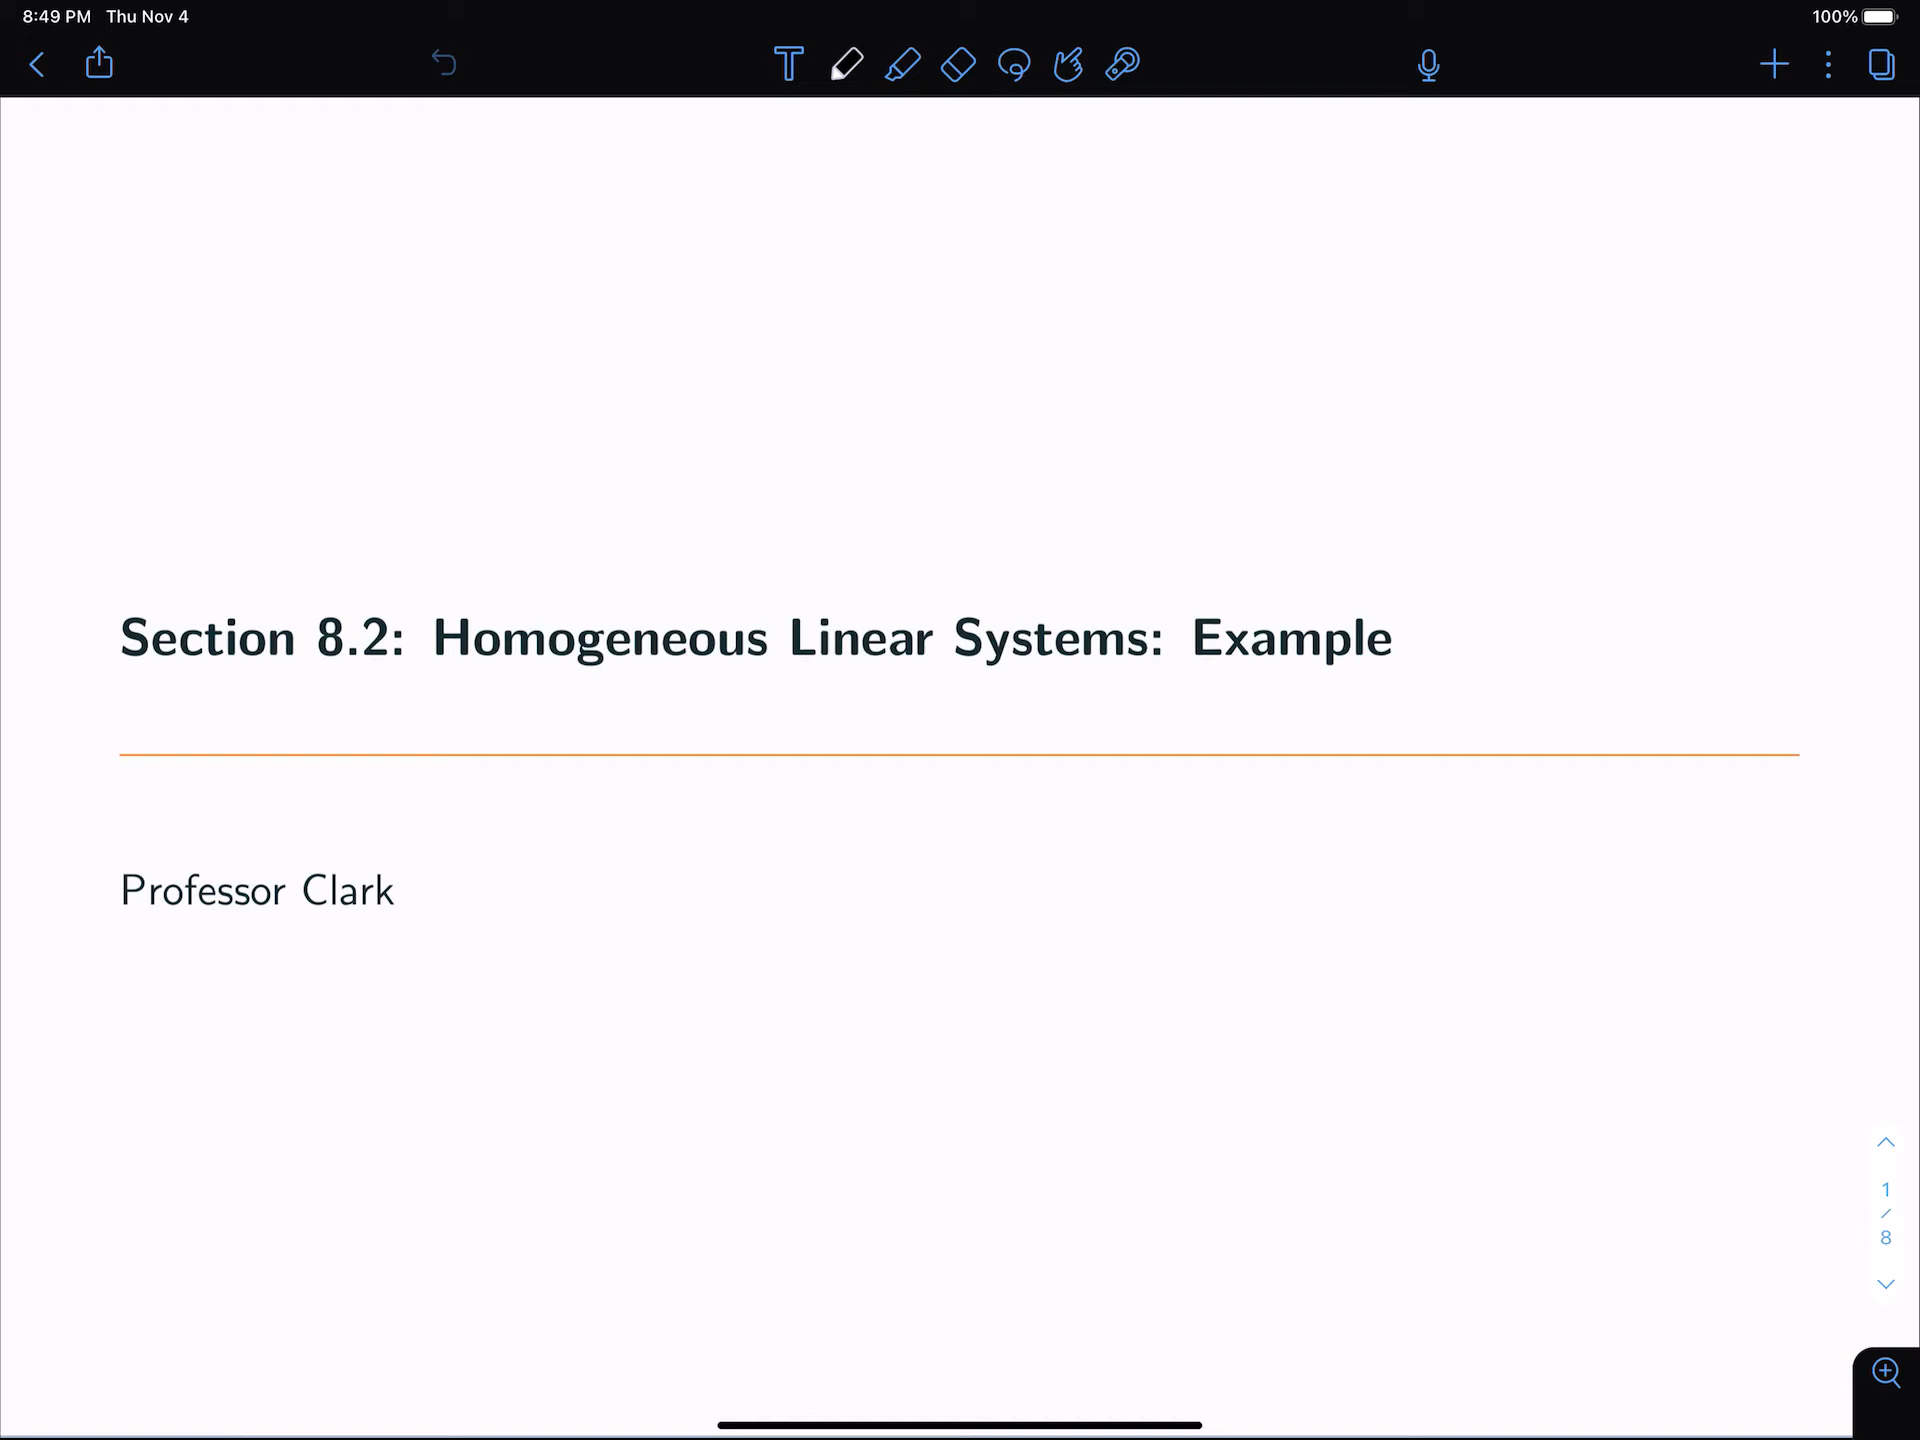 8:49 PM Thu Nov 4
100%
Section 8.2: Homogeneous Linear Systems: Example
Professor Clark
1
/
8